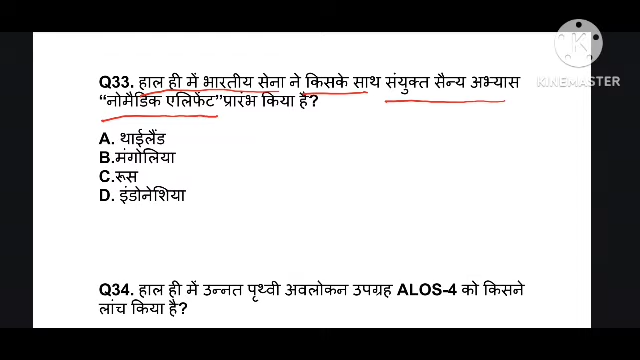 KINEMASTER
Q33. हाल ही में भारतीय सेना ने किसके साथ संयुक्त सैन्य अभ्यास
“नोमैडिक एलिफेंट” प्रारंभ किया है?
A. थाईलैंड
B. मंगोलिया
C. रूस
D. इंडोनेशिया
Q34. हाल ही में उन्नत पृथ्वी अवलोकन उपग्रह ALOS-4 को किसने
लांच किया है?